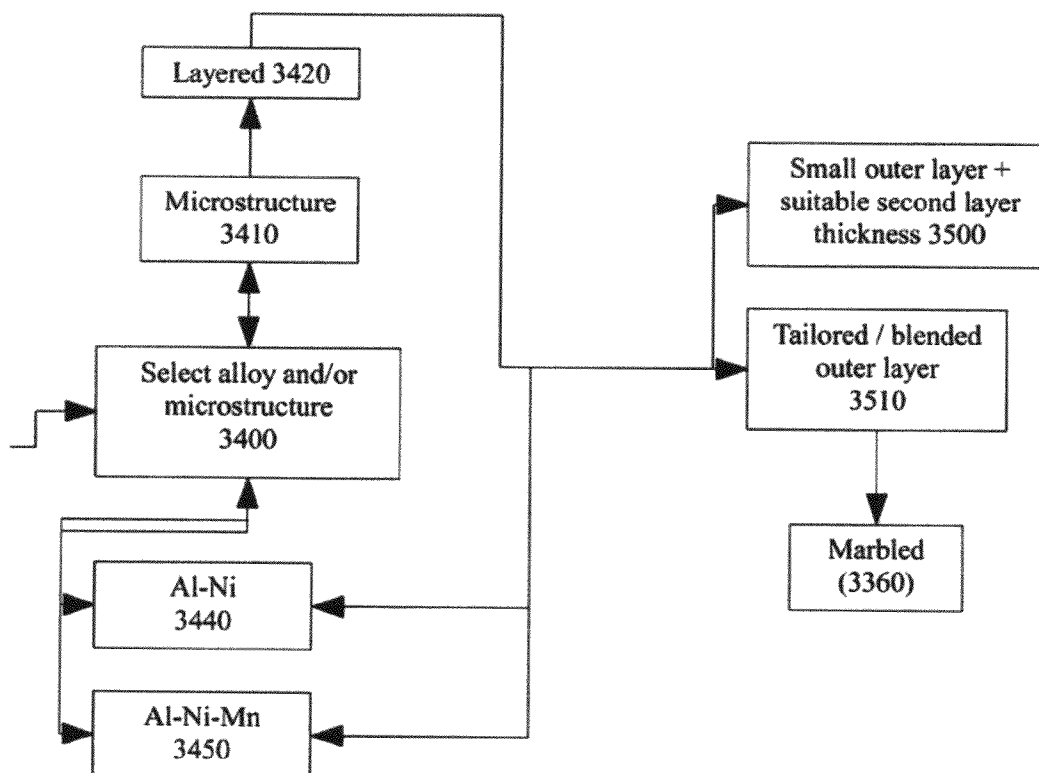 Layered 3420
Microstructure
3410
Select alloy and/or
microstructure
3400
Al-Ni
3440
Al-Ni-Mn
3450
Small outer layer +
suitable second layer
thickness 3500
Tailored / blended
outer layer
3510
Marbled
(3360)